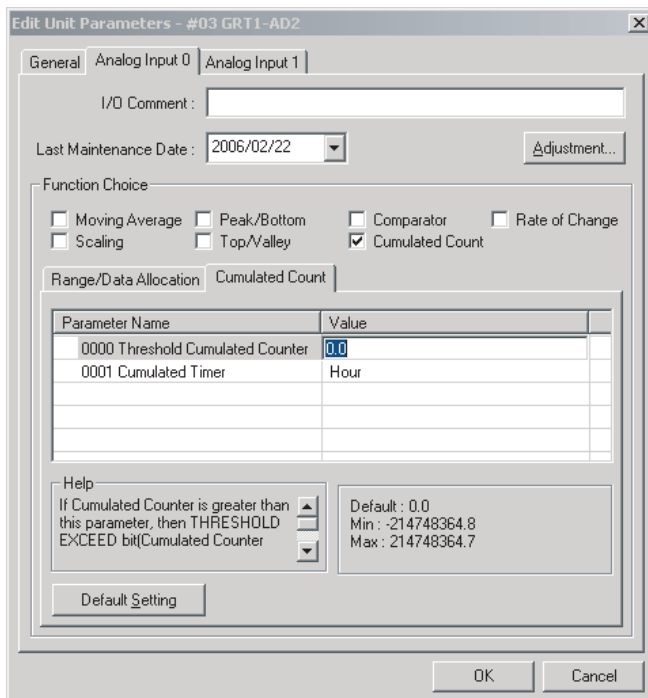 Edit Unit Parameters - #03 GRT1-AD2
General Analog Input 0 Analog Input 1
I/O Comment :
Last Maintenance Date : 2006/02/22 Adjustment...
Function Choice
Moving Average Peak/Bottom Comparator Rate of Change
Scaling Top/Valley Cumulated Count
Range/Data Allocation Cumulated Count
Parameter Name Value
0000 Threshold Cumulated Counter 0.0
0001 Cumulated Timer Hour
Help
If Cumulated Counter is greater than
this parameter, then THRESHOLD
EXCEED bit(Cumulated Counter
Default : 0.0
Min : -214748364.8
Max : 214748364.7
Default Setting
OK Cancel